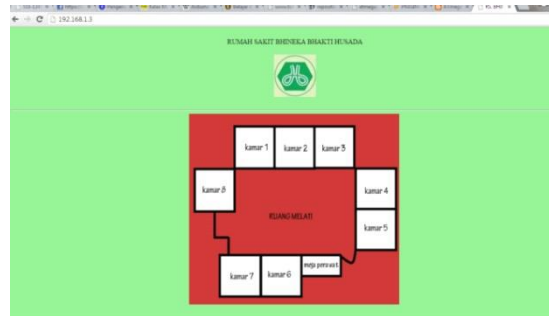 192.168.1.3
RUMAH SAKIT BHINEKA BHAKTI HUSADA
kamar 1 kamar 2 kamar 3
kamar 8
kamar 4
RUANG MELATI
kamar 5
kamar 7 kamar 6 meja perawat